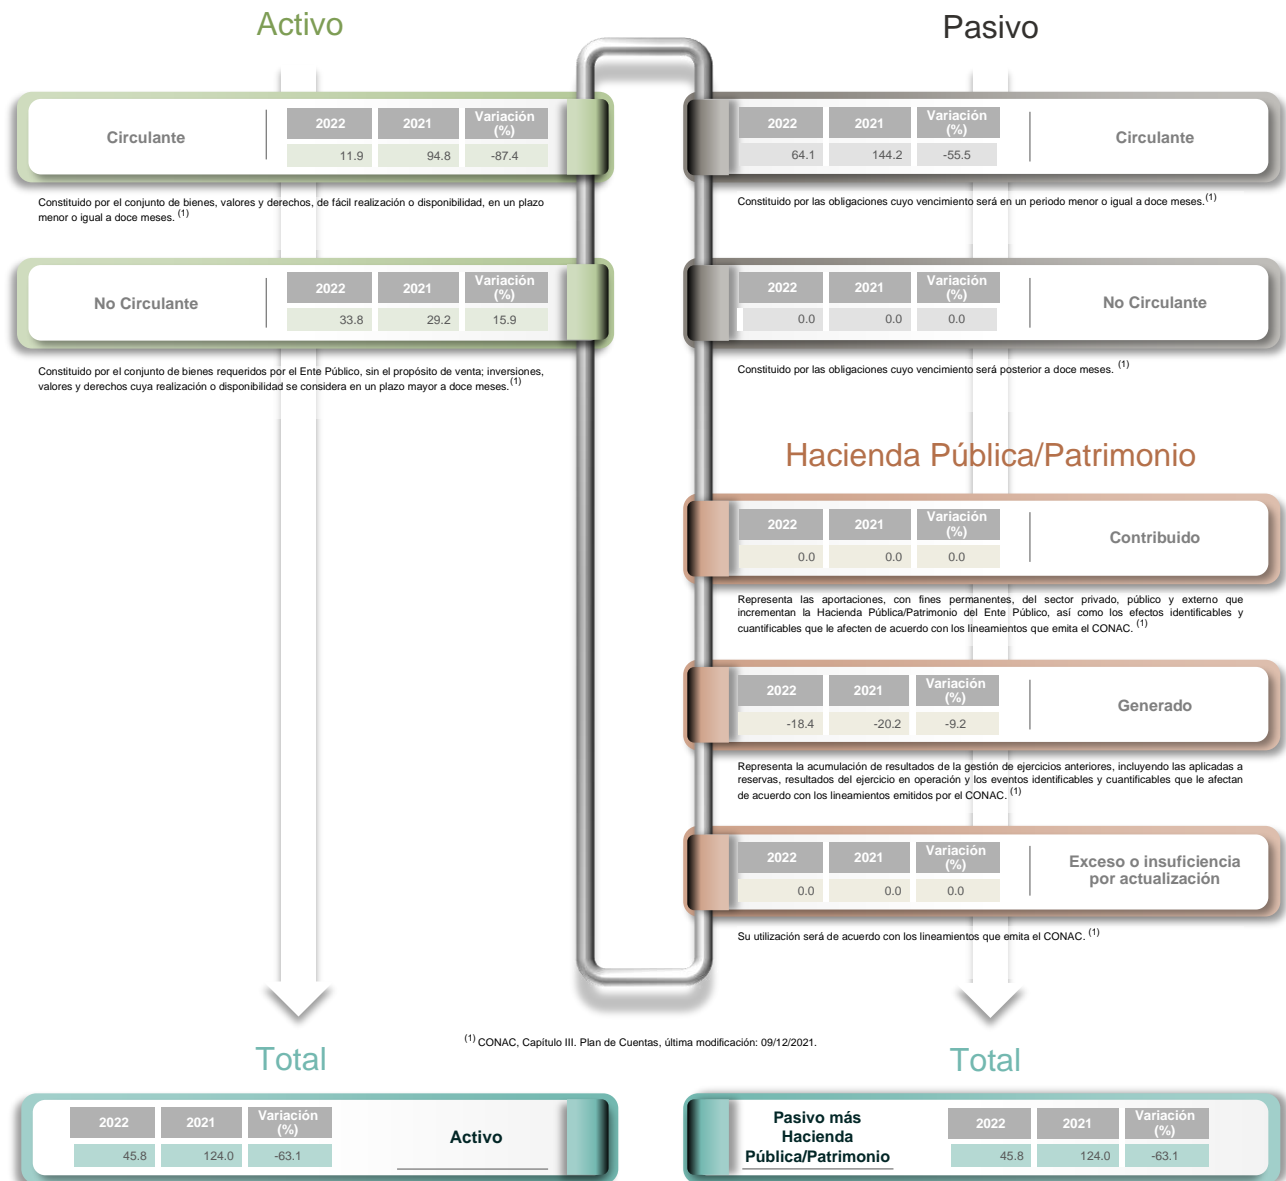 Activo
Circulante
2022 2021 Variación (%)
11.9 94.8 -87.4
Constituido por el conjunto de bienes, valores y derechos, de fácil realización o disponibilidad, en un plazo
menor o igual a doce meses. (1)
No Circulante
2022 2021 Variación (%)
33.8 29.2 15.9
Constituido por el conjunto de bienes requeridos por el Ente Público, sin el propósito de venta; inversiones,
valores y derechos cuya realización o disponibilidad se considera en un plazo mayor a doce meses. (1)
Pasivo
2022 2021 Variación (%)
64.1 144.2 -55.5
Circulante
Constituido por las obligaciones cuyo vencimiento será en un periodo menor o igual a doce meses. (1)
2022 2021 Variación (%)
0.0 0.0 0.0
No Circulante
Constituido por las obligaciones cuyo vencimiento será posterior a doce meses. (1)
Hacienda Pública/Patrimonio
2022 2021 Variación (%)
0.0 0.0 0.0
Contribuido
Representa las aportaciones, con fines permanentes, del sector privado, público y externo que
incrementan la Hacienda Pública/Patrimonio del Ente Público, así como los efectos identificables y
cuantificables que le afecten de acuerdo con los lineamientos que emita el CONAC. (1)
2022 2021 Variación (%)
-18.4 -20.2 -9.2
Generado
Representa la acumulación de resultados de la gestión de ejercicios anteriores, incluyendo las aplicadas a
reservas, resultados del ejercicio en operación y los eventos identificables y cuantificables que le afectan
de acuerdo con los lineamientos emitidos por el CONAC. (1)
2022 2021 Variación (%)
0.0 0.0 0.0
Exceso o insuficiencia
por actualización
Su utilización será de acuerdo con los lineamientos que emita el CONAC. (1)
(1) CONAC, Capítulo III. Plan de Cuentas, última modificación: 09/12/2021.
Total
2022 2021 Variación (%)
45.8 124.0 -63.1
Activo
Total
Pasivo más
Hacienda
Pública/Patrimonio
2022 2021 Variación (%)
45.8 124.0 -63.1